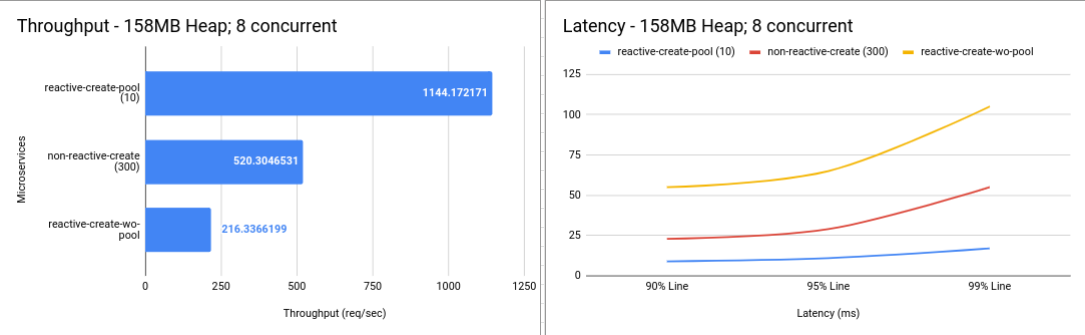 Throughput - 158MB Heap; 8 concurrent
Microservices
reactive-create-pool
(10)
1144.172171
non-reactive-create
(300)
520.3046531
reactive-create-wo-
pool
216.3366199
0 250 500 750 1000 1250
Throughput (req/sec)
Latency - 158MB Heap; 8 concurrent
reactive-create-pool (10) non-reactive-create (300) reactive-create-wo-pool
125
100
75
50
25
0
90% Line 95% Line 99% Line
Latency (ms)